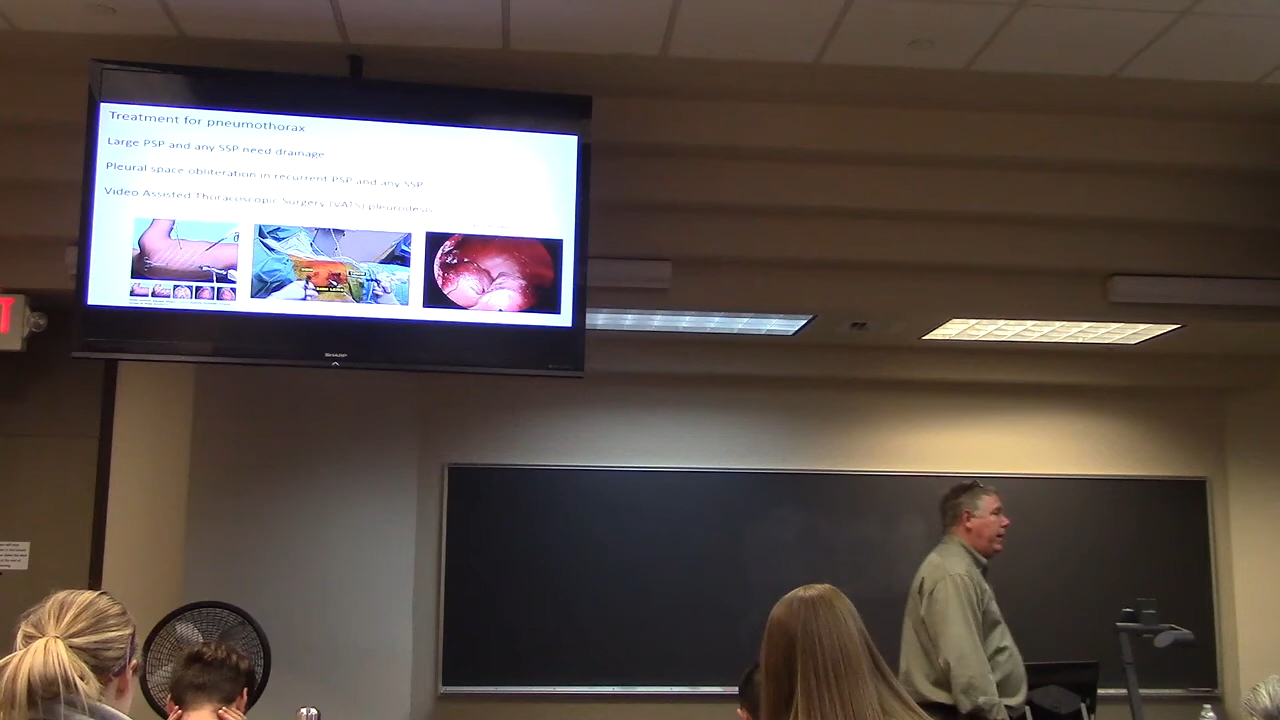 Treatment for pneumothorax
Large PSP and any SSP need drainage
Pleural space obliteration in recurrent PSP and any SSP
Video Assisted Thoracoscopic Surgery (VATS) pleurodesis
SHARP
T